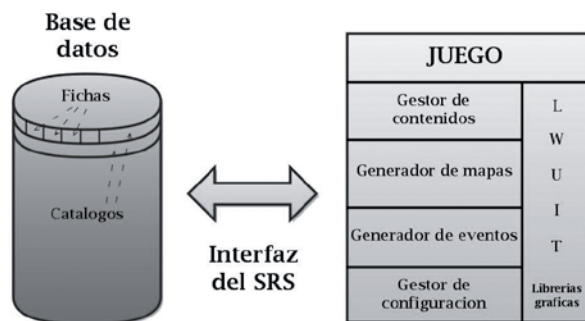 Base de
datos
Fichas
Catalogos
Interfaz
del SRS
JUEGO
Gestor de
contenidos
Generador de mapas
Generador de eventos
Gestor de
configuracion
L
W
U
I
T
Librerias
graficas